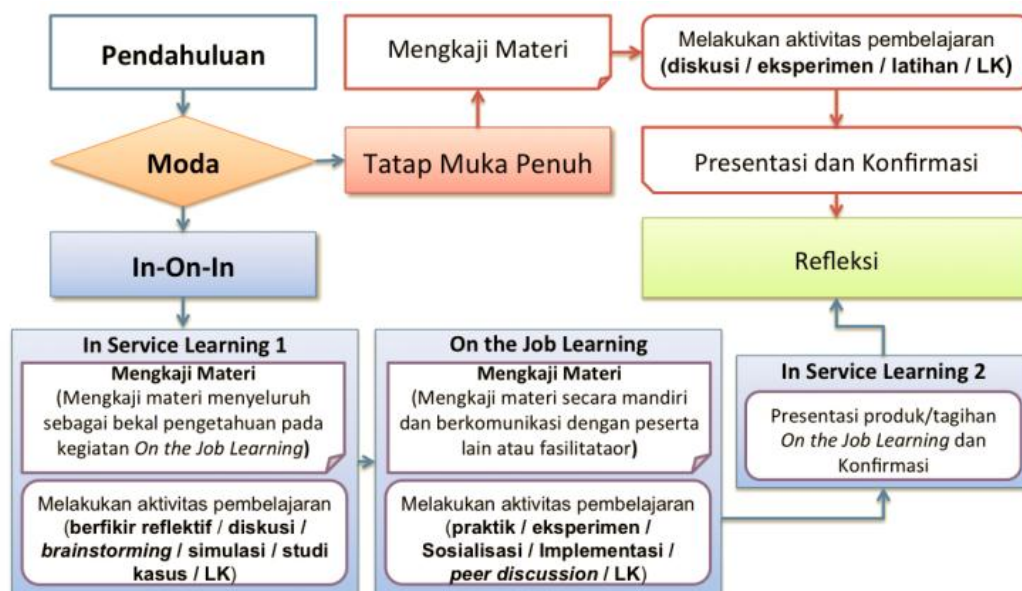 Pendahuluan
Moda
Tatap Muka Penuh
Mengkaji Materi
Melakukan aktivitas pembelajaran
(diskusi / eksperimen / latihan / LK)
Presentasi dan Konfirmasi
Refleksi
In-On-In
In Service Learning 1
Mengkaji Materi
(Mengkaji materi menyeluruh
sebagai bekal pengetahuan pada
kegiatan On the Job Learning)
Melakukan aktivitas pembelajaran
(berfikir reflektif / diskusi /
brainstorming / simulasi / studi
kasus / LK)
On the Job Learning
Mengkaji Materi
(Mengkaji materi secara mandiri
dan berkomunikasi dengan peserta
lain atau fasilitataor)
Melakukan aktivitas pembelajaran
(praktik / eksperimen /
Sosialisasi / Implementasi /
peer discussion / LK)
In Service Learning 2
Presentasi produk/tagihan
On the Job Learning dan
Konfirmasi